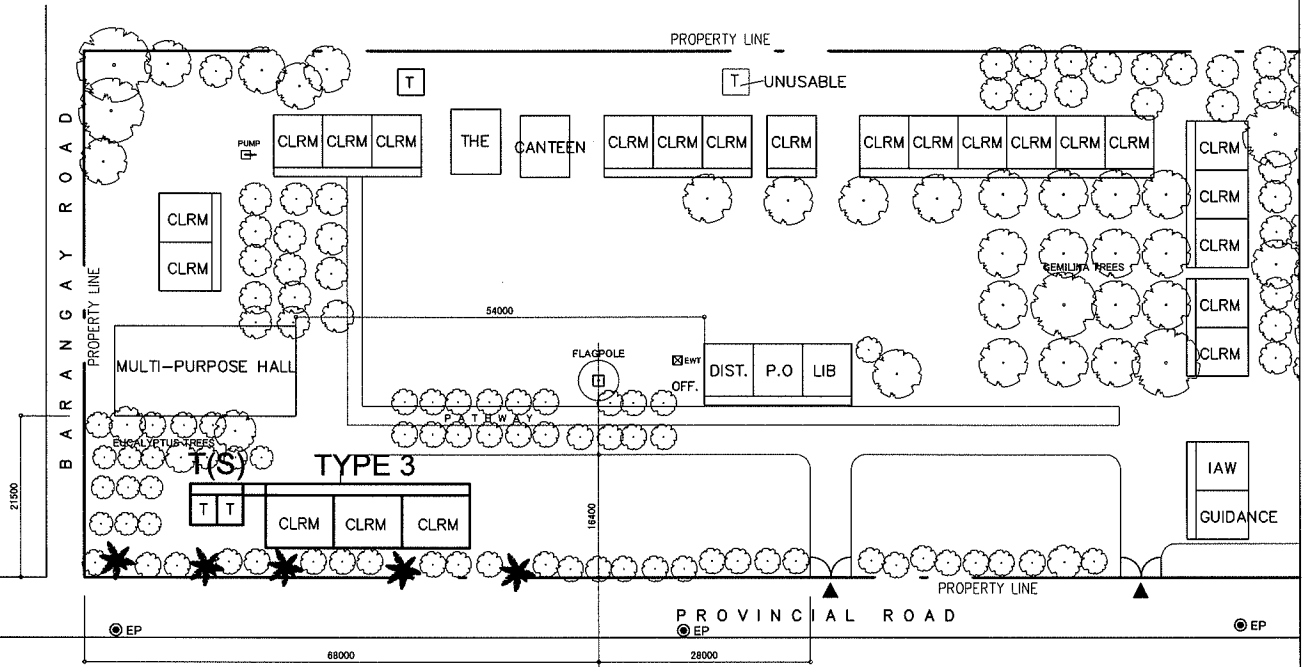 PROPERTY LINE
T
T UNUSABLE
BARANGAY ROAD
PUMP
CLRM CLRM CLRM
THE
CANTEEN
CLRM CLRM CLRM
CLRM
CLRM CLRM CLRM CLRM CLRM CLRM
CLRM
CLRM
CLRM
CLRM
CLRM
GEMILINA TREES
CLRM
CLRM
PROPERTY LINE
54000
MULTI-PURPOSE HALL
FLAGPOLE
EWT
OFF.
DIST. P.O LIB
PATHWAY
EUCALYPTUS TREES
T(S) TYPE 3
T T
CLRM CLRM CLRM
21500
16400
IAW
GUIDANCE
PROPERTY LINE
PROVINCIAL ROAD
EP
EP
EP
68000
28000